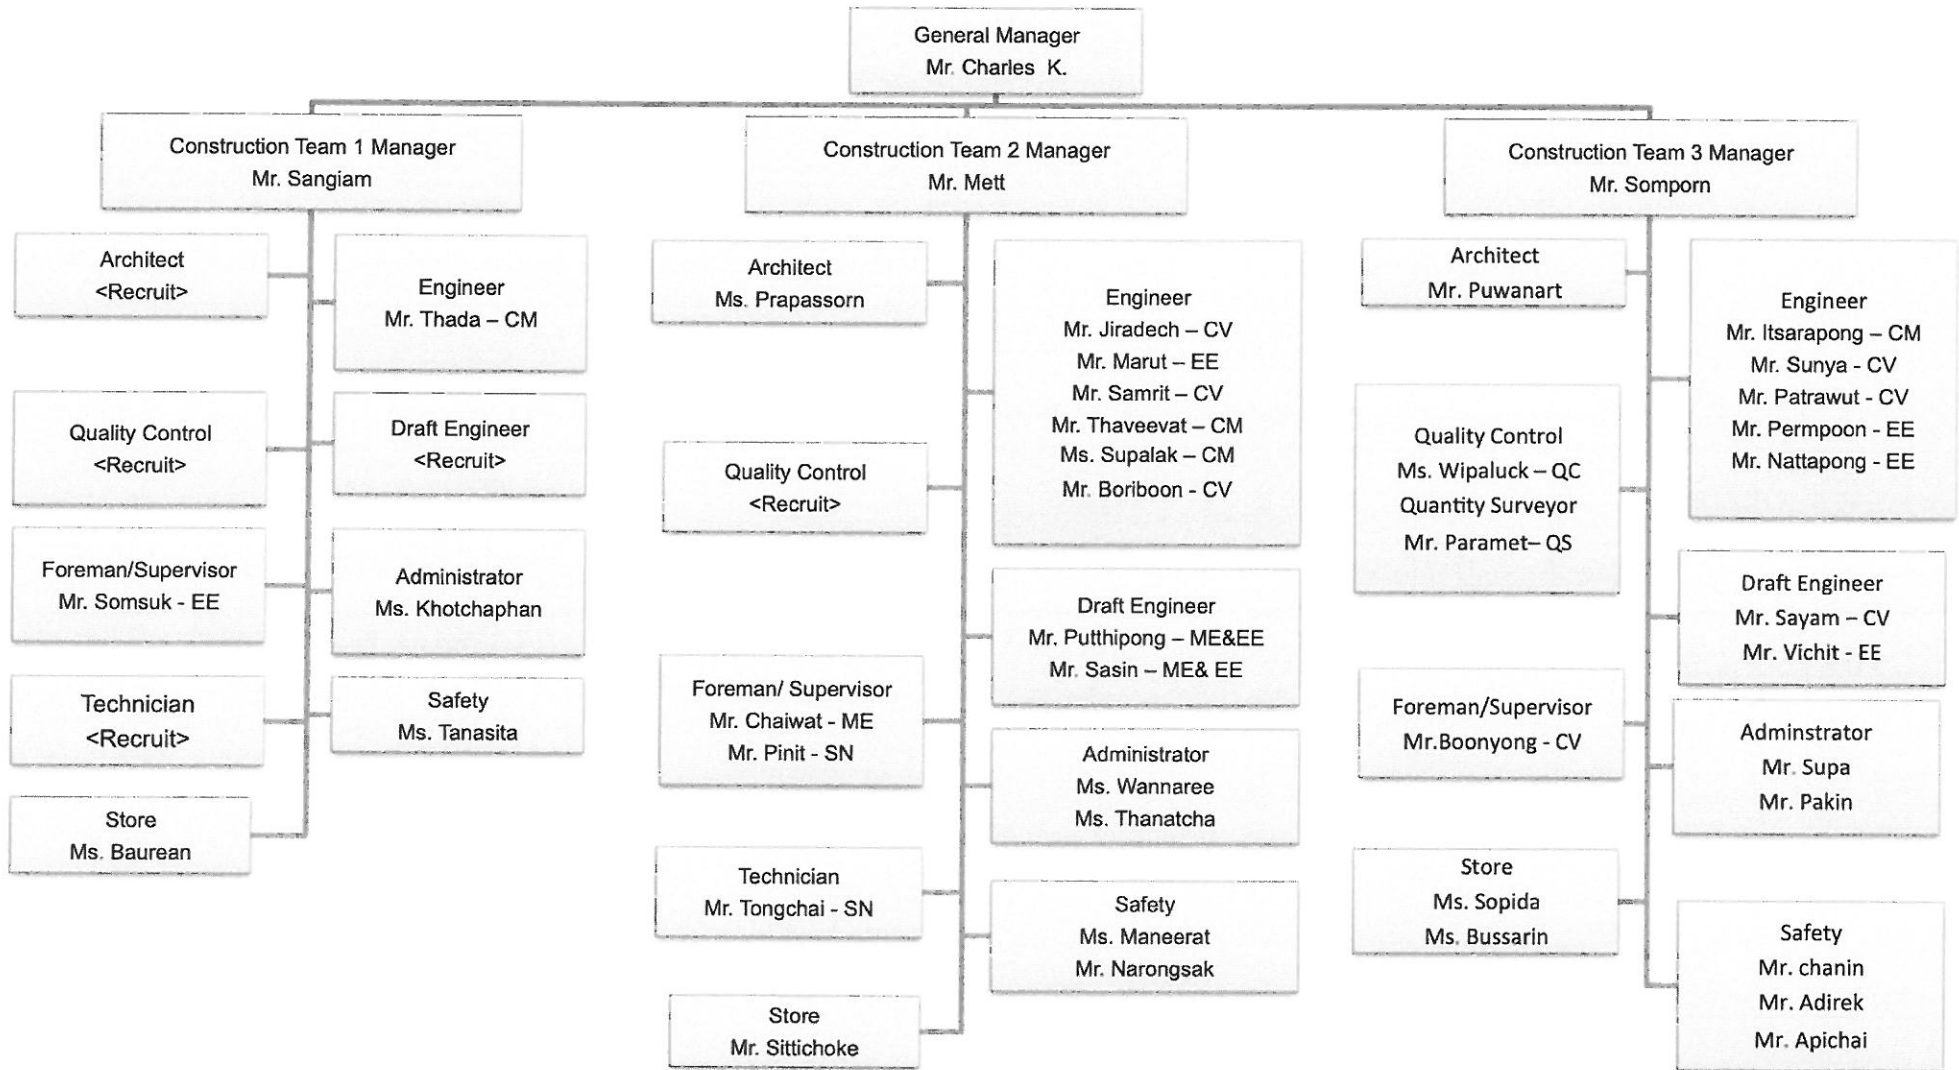 General Manager
Mr. Charles K.
Construction Team 1 Manager
Mr. Sangiam
Architect
<Recruit>
Engineer
Mr. Thada – CM
Quality Control
<Recruit>
Draft Engineer
<Recruit>
Foreman/Supervisor
Mr. Somsuk - EE
Administrator
Ms. Khotchaphan
Technician
<Recruit>
Safety
Ms. Tanasita
Store
Ms. Baurean
Construction Team 2 Manager
Mr. Mett
Architect
Ms. Prapassorn
Engineer
Mr. Jiradech – CV
Mr. Marut – EE
Mr. Samrit – CV
Mr. Thaveevat – CM
Ms. Supalak – CM
Mr. Boriboon - CV
Quality Control
<Recruit>
Draft Engineer
Mr. Putthipong – ME&EE
Mr. Sasin – ME& EE
Foreman/ Supervisor
Mr. Chaiwat - ME
Mr. Pinit - SN
Administrator
Ms. Wannaree
Ms. Thanatcha
Technician
Mr. Tongchai - SN
Safety
Ms. Maneerat
Mr. Narongsak
Store
Mr. Sittichoke
Construction Team 3 Manager
Mr. Somporn
Architect
Mr. Puwanart
Engineer
Mr. Itsarapong – CM
Mr. Sunya - CV
Mr. Patrawut - CV
Mr. Permpoon - EE
Mr. Nattapong - EE
Quality Control
Ms. Wipaluck – QC
Quantity Surveyor
Mr. Paramet– QS
Draft Engineer
Mr. Sayam – CV
Mr. Vichit - EE
Foreman/Supervisor
Mr.Boonyong - CV
Adminstrator
Mr. Supa
Mr. Pakin
Store
Ms. Sopida
Ms. Bussarin
Safety
Mr. chanin
Mr. Adirek
Mr. Apichai